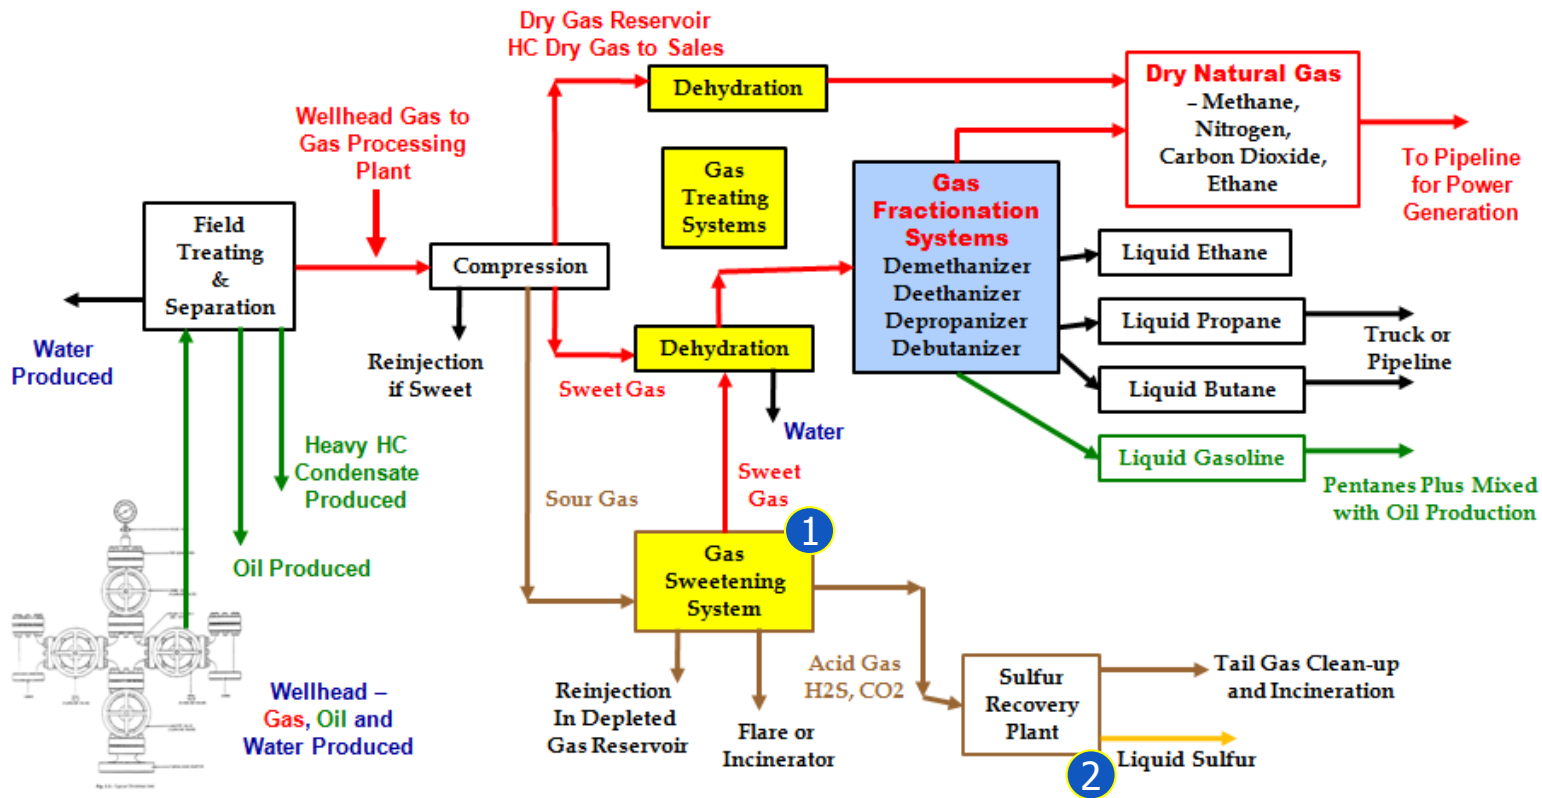 Dry Gas Reservoir
HC Dry Gas to Sales
Dehydration
Dry Natural Gas
– Methane,
Nitrogen,
Carbon Dioxide,
Ethane
Wellhead Gas to
Gas Processing
Plant
Gas
Treating
Systems
To Pipeline
for Power
Generation
Field
Treating
&
Separation
Compression
Gas
Fractionation
Systems
Demethanizer
Deethanizer
Depropanizer
Debutanizer
Liquid Ethane
Liquid Propane
Truck or
Pipeline
Liquid Butane
Water
Produced
Reinjection
if Sweet
Dehydration
Sweet Gas
Water
Liquid Gasoline
Pentanes Plus Mixed
with Oil Production
Heavy HC
Condensate
Produced
Sour Gas
Sweet
Gas
Oil Produced
1
Gas
Sweetening
System
Wellhead –
Gas, Oil and
Water Produced
Reinjection
In Depleted
Gas Reservoir
Flare or
Incinerator
Acid Gas
H2S, CO2
Sulfur
Recovery
Plant
2
Tail Gas Clean-up
and Incineration
Liquid Sulfur